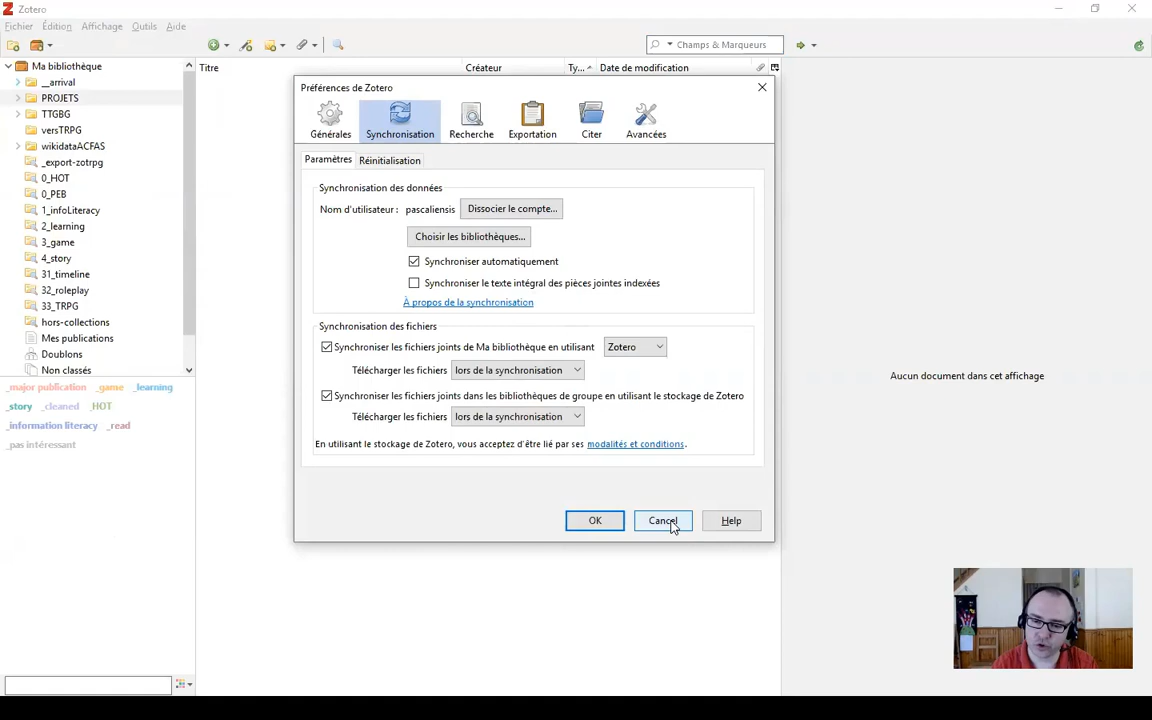 Zotero
Fichier Édition Affichage Outils Aide
Champs & Marqueurs
Ma bibliothèque
__arrival
PROJETS
TTGBG
versTRPG
wikidataACFAS
_export-zotrpg
0_HOT
0_PEB
1_infoLiteracy
2_learning
3_game
4_story
31_timeline
32_roleplay
33_TRPG
hors-collections
Mes publications
Doublons
Non classés
_major publication _game _learning
_story _cleaned _HOT
_information literacy _read
_pas intéressant
Titre Créateur Ty... Date de modification
Préférences de Zotero
Générales Synchronisation Recherche Exportation Citer Avancées
Paramètres Réinitialisation
Synchronisation des données
Nom d'utilisateur : pascaliensis Dissocier le compte...
Choisir les bibliothèques...
Synchroniser automatiquement
Synchroniser le texte intégral des pièces jointes indexées
À propos de la synchronisation
Synchronisation des fichiers
Synchroniser les fichiers joints de Ma bibliothèque en utilisant Zotero
Télécharger les fichiers lors de la synchronisation
Synchroniser les fichiers joints dans les bibliothèques de groupe en utilisant le stockage de Zotero
Télécharger les fichiers lors de la synchronisation
En utilisant le stockage de Zotero, vous acceptez d'être lié par ses modalités et conditions.
OK Cancel Help
Aucun document dans cet affichage